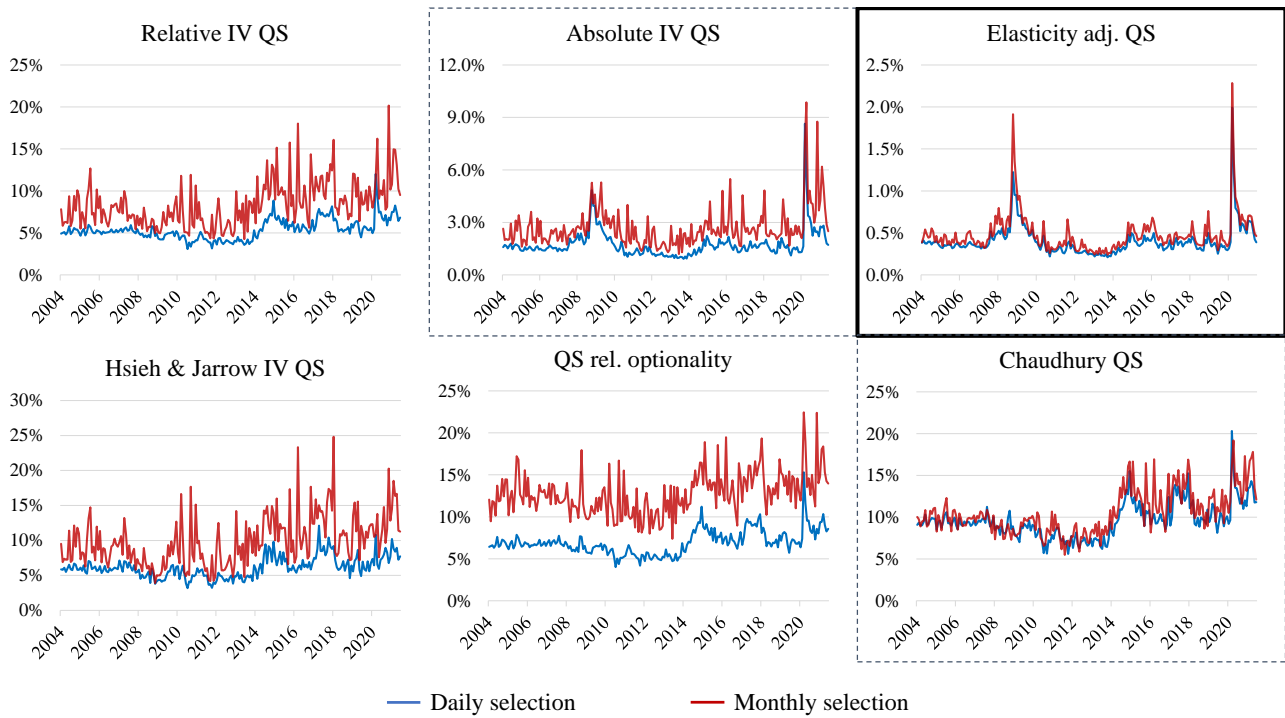 Relative IV QS
25%
20%
15%
10%
5%
0%
2004 2006 2008 2010 2012 2014 2016 2018 2020
Absolute IV QS
12.0%
9.0%
6.0%
3.0%
0.0%
2004 2006 2008 2010 2012 2014 2016 2018 2020
Elasticity adj. QS
2.5%
2.0%
1.5%
1.0%
0.5%
0.0%
2004 2006 2008 2010 2012 2014 2016 2018 2020
Hsieh & Jarrow IV QS
30%
25%
20%
15%
10%
5%
0%
2004 2006 2008 2010 2012 2014 2016 2018 2020
QS rel. optionality
25%
20%
15%
10%
5%
0%
2004 2006 2008 2010 2012 2014 2016 2018 2020
Chaudhury QS
25%
20%
15%
10%
5%
0%
2004 2006 2008 2010 2012 2014 2016 2018 2020
Daily selection Monthly selection